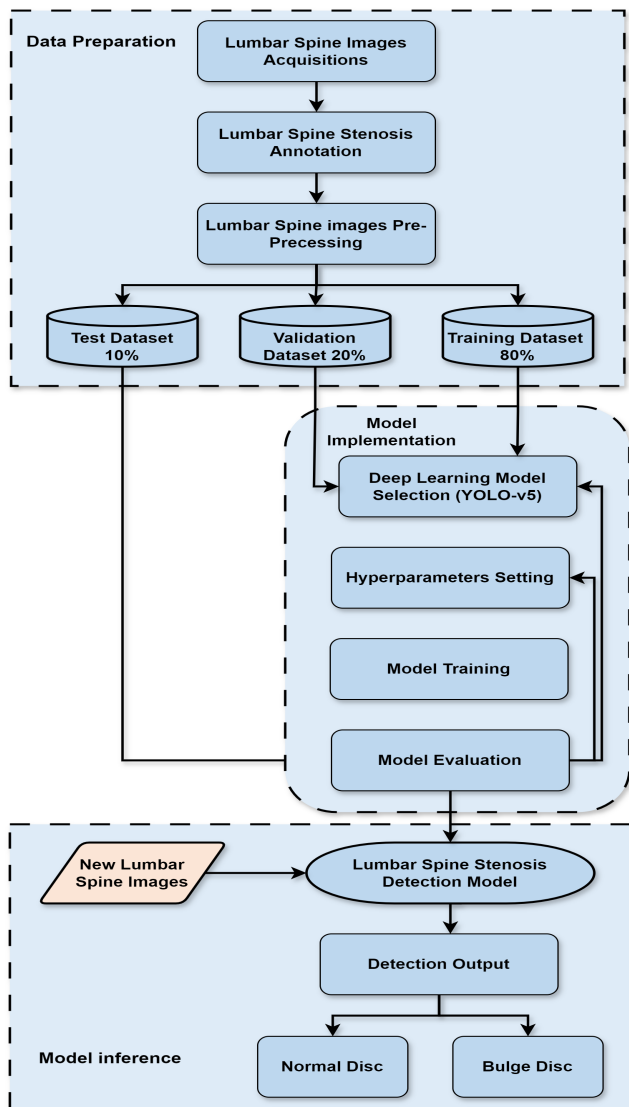 Data Preparation
Lumbar Spine Images
Acquisitions
Lumbar Spine Stenosis
Annotation
Lumbar Spine images Pre-
Precessing
Test Dataset
10%
Validation
Dataset 20%
Training Dataset
80%
Model
Implementation
Deep Learning Model
Selection (YOLO-v5)
Hyperparameters Setting
Model Training
Model Evaluation
New Lumbar
Spine Images
Lumbar Spine Stenosis
Detection Model
Detection Output
Normal Disc
Bulge Disc
Model inference